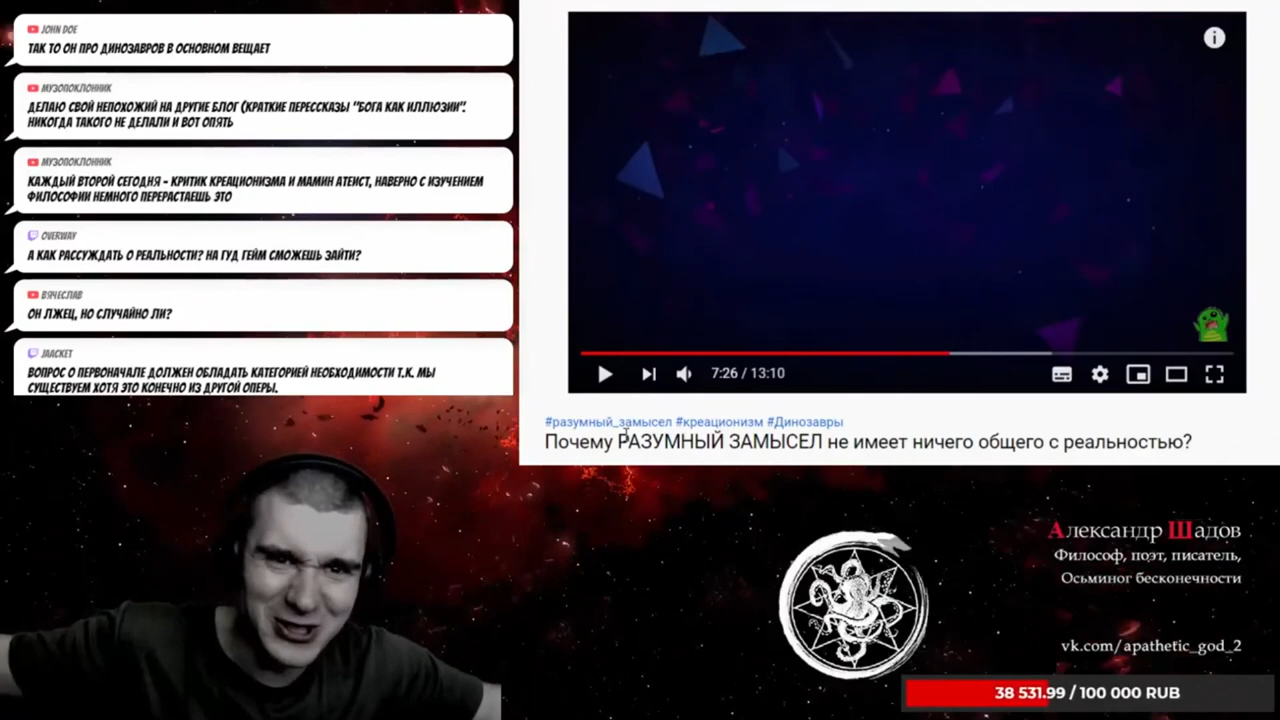 JOHN DOE
ТАК ТО ОН ПРО ДИНОЗАВРОВ В ОСНОВНОМ ВЕЩАЕТ
МУЗОПОКЛОННИК
ДЕЛАЮ СВОЙ НЕПОХОЖИЙ НА ДРУГИЕ БЛОГ (КРАТКИЕ ПЕРЕССКАЗЫ "БОГА КАК ИЛЛЮЗИИ".
НИКОГДА ТАКОГО НЕ ДЕЛАЛИ И ВОТ ОПЯТЬ
МУЗОПОКЛОННИК
КАЖДЫЙ ВТОРОЙ СЕГОДНЯ - КРИТИК КРЕАЦИОНИЗМА И МАМИН АТЕИСТ, НАВЕРНО С ИЗУЧЕНИЕМ
ФИЛОСОФИИ НЕМНОГО ПЕРЕРАСТАЕШЬ ЭТО
OVERWAY
А КАК РАССУЖДАТЬ О РЕАЛЬНОСТИ? НА ГУД ГЕЙМ СМОЖЕШЬ ЗАЙТИ?
ВЯЧЕСЛАВ
ОН ЛЖЕЦ, НО СЛУЧАЙНО ЛИ?
JAACKET
ВОПРОС О ПЕРВОНАЧАЛЕ ДОЛЖЕН ОБЛАДАТЬ КАТЕГОРИЕЙ НЕОБХОДИМОСТИ Т.К. МЫ
СУЩЕСТВУЕМ ХОТЯ ЭТО КОНЕЧНО ИЗ ДРУГОЙ ОПЕРЫ.
7:26 / 13:10
#разумный_замысел #креационизм #Динозавры
Почему РАЗУМНЫЙ ЗАМЫСЕЛ не имеет ничего общего с реальностью?
Александр Шадов
Философ, поэт, писатель,
Осьминог бесконечности
vk.com/apathetic_god_2
38 531.99 / 100 000 RUB